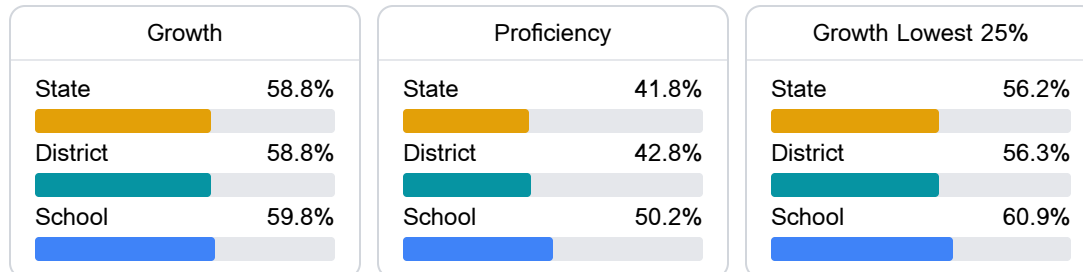 Growth
State 58.8%
District 58.8%
School 59.8%
Proficiency
State 41.8%
District 42.8%
School 50.2%
Growth Lowest 25%
State 56.2%
District 56.3%
School 60.9%